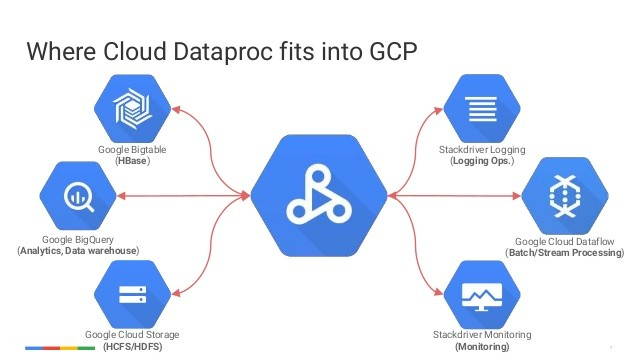 Where Cloud Dataproc fits into GCP
Google Bigtable
(HBase)
Stackdriver Logging
(Logging Ops.)
Google BigQuery
(Analytics, Data warehouse)
Google Cloud Dataflow
(Batch/Stream Processing)
Google Cloud Storage
(HCFS/HDFS)
Stackdriver Monitoring
(Monitoring)